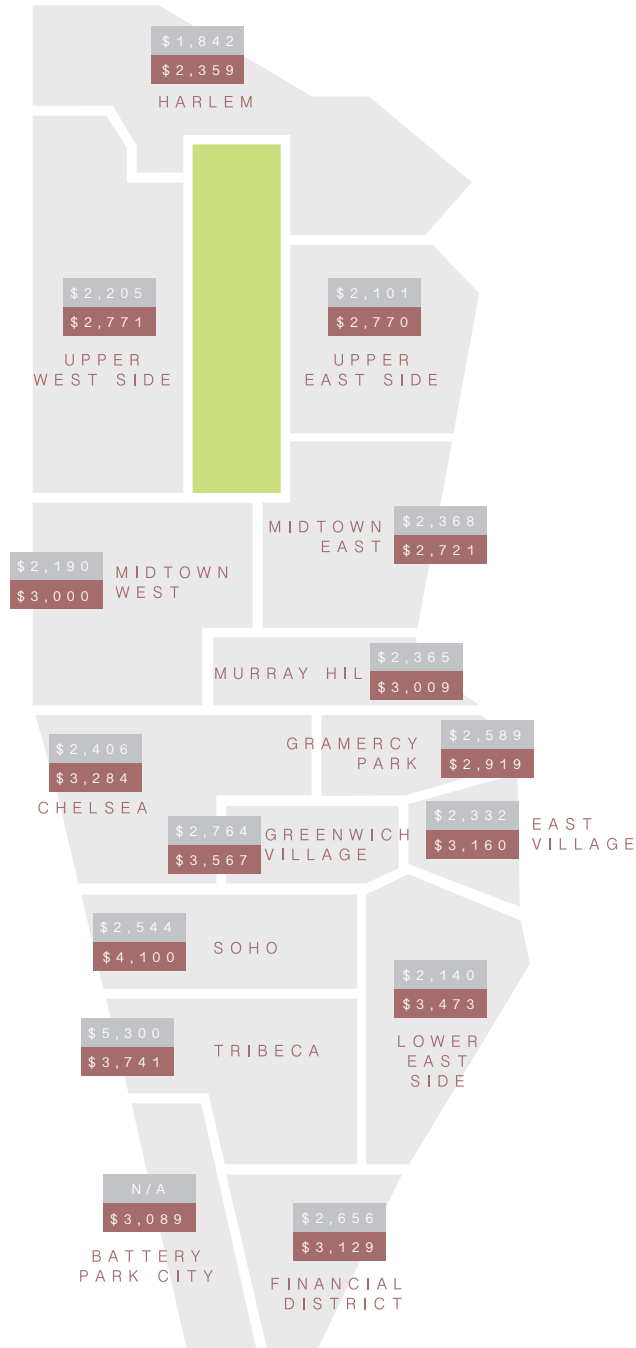 $1,842
$2,359
HARLEM
$2,205
$2,771
UPPER
WEST SIDE
$2,101
$2,770
UPPER
EAST SIDE
MIDTOWN
EAST
$2,368
$2,721
$2,190
$3,000
MIDTOWN
WEST
MURRAY HIL
$2,365
$3,009
$2,406
$3,284
CHELSEA
GRAMERCY
PARK
$2,589
$2,919
$2,764
$3,567
GREENWICH
VILLAGE
$2,332
$3,160
EAST
VILLAGE
$2,544
$4,100
SOHO
$2,140
$3,473
LOWER
EAST
SIDE
$5,300
$3,741
TRIBECA
N/A
$3,089
BATTERY
PARK CITY
$2,656
$3,129
FINANCIAL
DISTRICT